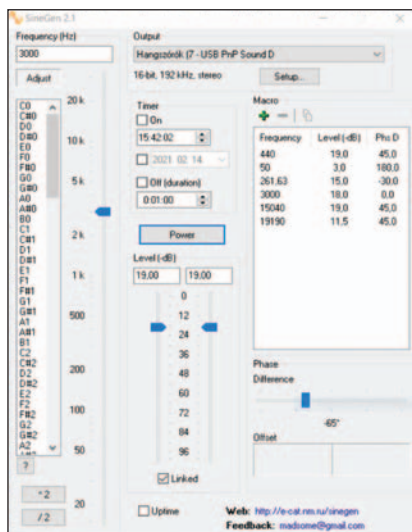 SineGen 2.1
Frequency (Hz)
3000
Adjust
C0
C#0
D0
D#0
E0
F0
F#0
G0
G#0
A0
A#0
B0
C1
C#1
D1
D#1
E1
F1
F#1
G1
G#1
A1
A#1
B1
C2
C#2
D2
D#2
E2
F2
F#2
G2
G#2
A2
20 k
10 k
5 k
2 k
1 k
500
200
100
50
20
?
* 2
/ 2
Output
Hangszórók (7 - USB PnP Sound D
16-bit, 192 kHz, stereo
Setup...
Timer
On
15:42:02
2021. 02. 14.
Off (duration)
0:01:00
Power
Level (-dB)
19,00 19,00
0
12
24
36
48
60
72
84
96
Linked
Uptime
Macro
Frequency Level (-dB) Phs D
440 19,0 45,0
50 3,0 180,0
261,63 15,0 -30,0
3000 18,0 0,0
15040 19,0 45,0
19190 11,5 45,0
Phase
Difference
-65°
Offset
Web: http://e-cat.nm.ru/sinegen
Feedback: madsome@gmail.com